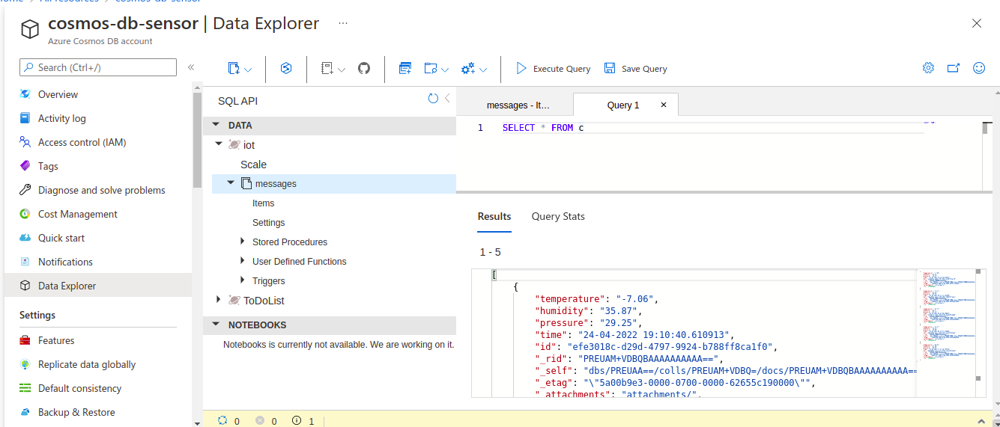 Home > All resources > cosmos-db-sensor
cosmos-db-sensor | Data Explorer ...
Azure Cosmos DB account
Search (Ctrl+/)
Overview
Activity log
Access control (IAM)
Tags
Diagnose and solve problems
Cost Management
Quick start
Notifications
Data Explorer
Settings
Features
Replicate data globally
Default consistency
Backup & Restore
Execute Query
Save Query
SQL API
DATA
iot
Scale
messages
Items
Settings
Stored Procedures
User Defined Functions
Triggers
ToDoList
NOTEBOOKS
Notebooks is currently not available. We are working on it.
messages - It...
Query 1
1 SELECT * FROM c
Results Query Stats
1 - 5
[
{
"temperature": "-7.06",
"humidity": "35.87",
"pressure": "29.25",
"time": "24-04-2022 19:10:40.610913",
"id": "efe3018c-d29d-4797-9924-b788ff8ca1f0",
"_rid": "PREUAM+VDBQBAAAAAAAAAA==",
"_self": "dbs/PREUAA==/colls/PREUAM+VDBQ=/docs/PREUAM+VDBQBAAAAAAAAAA==
"_etag": "\"5a00b9e3-0000-0700-0000-62655c190000\"",
"_attachments": "attachments/",
0 0 1